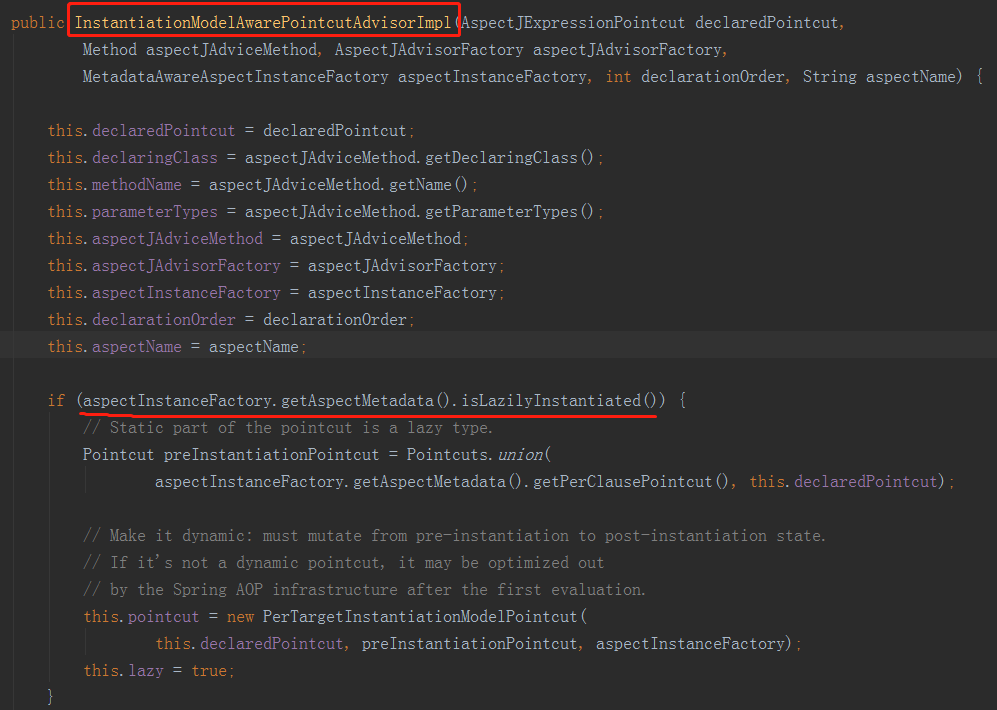 public InstantiationModelAwarePointcutAdvisorImpl(AspectJExpressionPointcut declaredPointcut,
Method aspectJAdviceMethod, AspectJAdvisorFactory aspectJAdvisorFactory,
MetadataAwareAspectInstanceFactory aspectInstanceFactory, int declarationOrder, String aspectName) {
this.declaredPointcut = declaredPointcut;
this.declaringClass = aspectJAdviceMethod.getDeclaringClass();
this.methodName = aspectJAdviceMethod.getName();
this.parameterTypes = aspectJAdviceMethod.getParameterTypes();
this.aspectJAdviceMethod = aspectJAdviceMethod;
this.aspectJAdvisorFactory = aspectJAdvisorFactory;
this.aspectInstanceFactory = aspectInstanceFactory;
this.declarationOrder = declarationOrder;
this.aspectName = aspectName;
if (aspectInstanceFactory.getAspectMetadata().isLazilyInstantiated()) {
// Static part of the pointcut is a lazy type.
Pointcut preInstantiationPointcut = Pointcuts.union(
aspectInstanceFactory.getAspectMetadata().getPerClausePointcut(), this.declaredPointcut);
// Make it dynamic: must mutate from pre-instantiation to post-instantiation state.
// If it's not a dynamic pointcut, it may be optimized out
// by the Spring AOP infrastructure after the first evaluation.
this.pointcut = new PerTargetInstantiationModelPointcut(
this.declaredPointcut, preInstantiationPointcut, aspectInstanceFactory);
this.lazy = true;
}